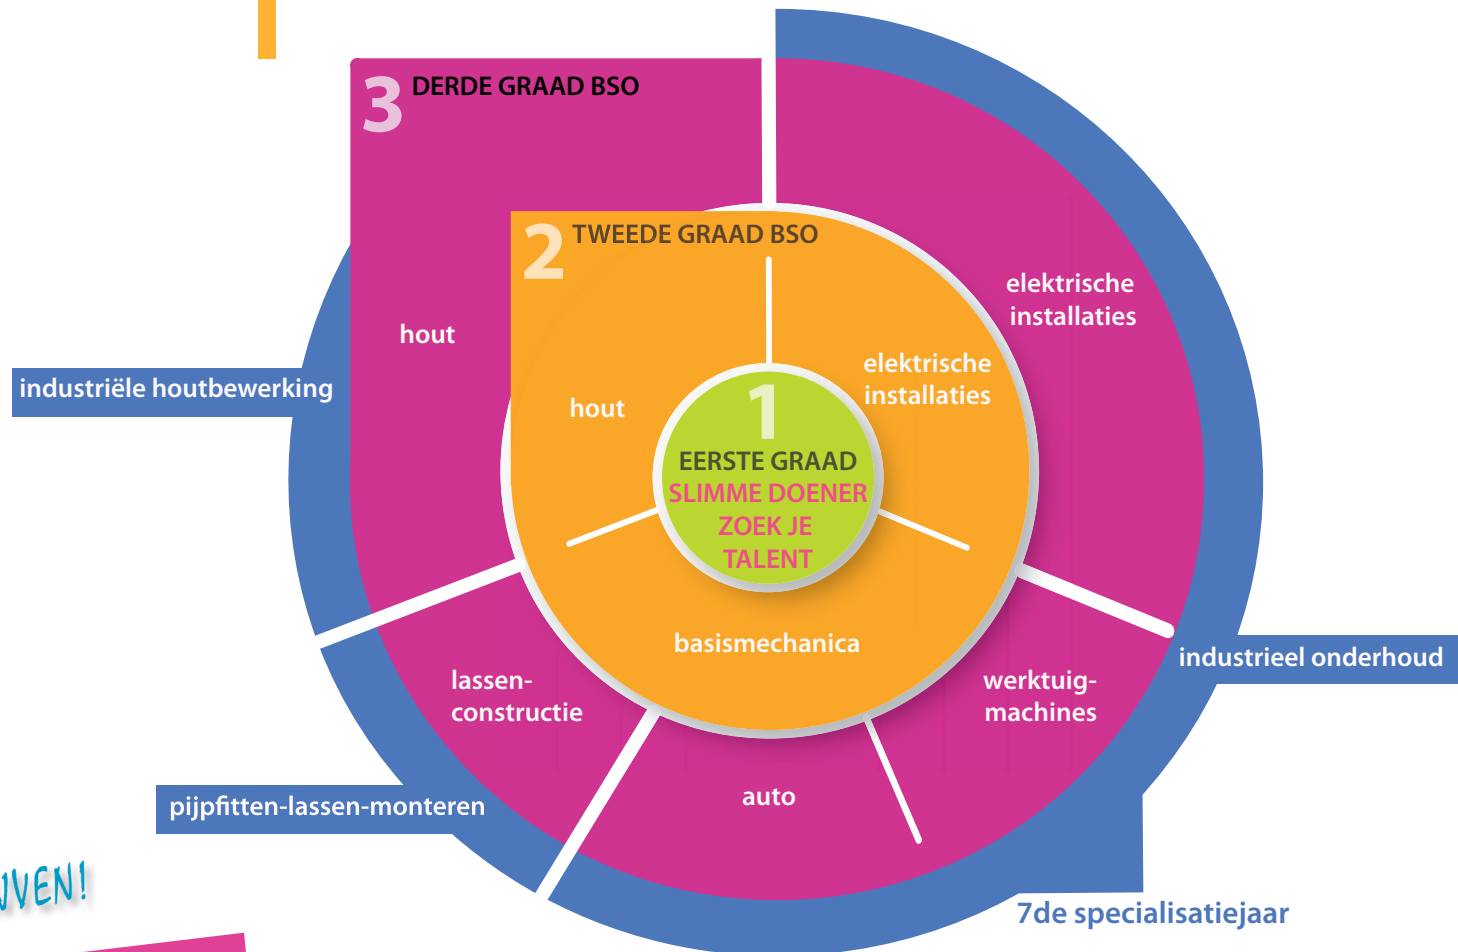 3 DERDE GRAAD BSO
2 TWEEDE GRAAD BSO
elektrische
installaties
hout
elektrische
installaties
industriële houtbewerking
hout
1
EERSTE GRAAD
SLIMME DOENER
ZOEK JE
TALENT
basismechanica
industrieel onderhoud
lassen-
constructie
werktuig-
machines
auto
pijpfitten-lassen-monteren
7de specialisatiejaar